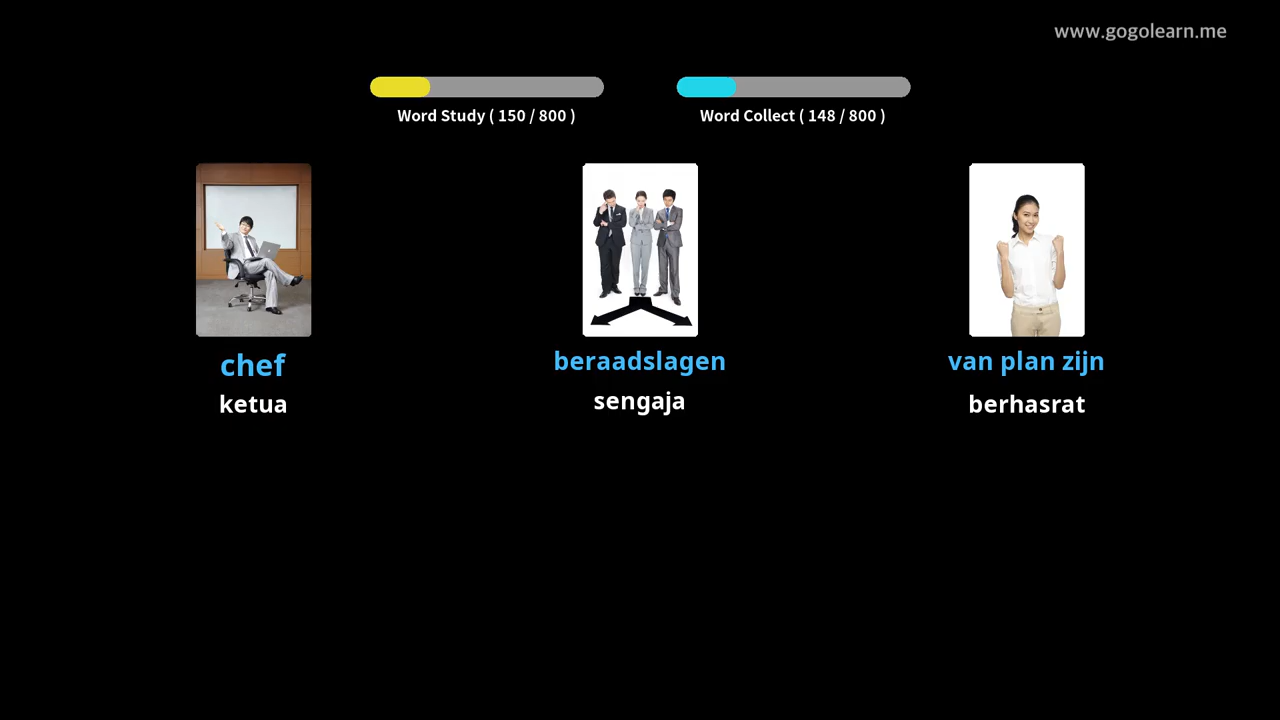 www.gogolearn.me
Word Study ( 150 / 800 )
Word Collect ( 148 / 800 )
chef
ketua
beraadslagen
sengaja
van plan zijn
berhasrat